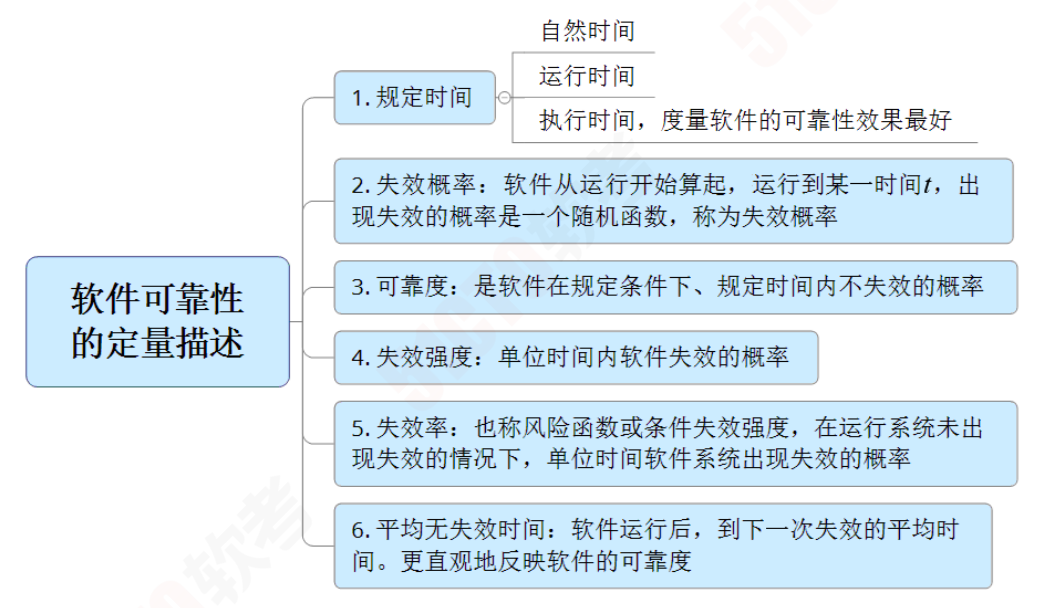 自然时间
运行时间
执行时间，度量软件的可靠性效果最好
1. 规定时间
2. 失效概率：软件从运行开始算起，运行到某一时间t，出
现失效的概率是一个随机函数，称为失效概率
3. 可靠度：是软件在规定条件下、规定时间内不失效的概率
软件可靠性
的定量描述
4. 失效强度：单位时间内软件失效的概率
5. 失效率：也称风险函数或条件失效强度，在运行系统未出
现失效的情况下，单位时间软件系统出现失效的概率
6. 平均无失效时间：软件运行后，到下一次失效的平均时
间。更直观地反映软件的可靠度
51CTO软考